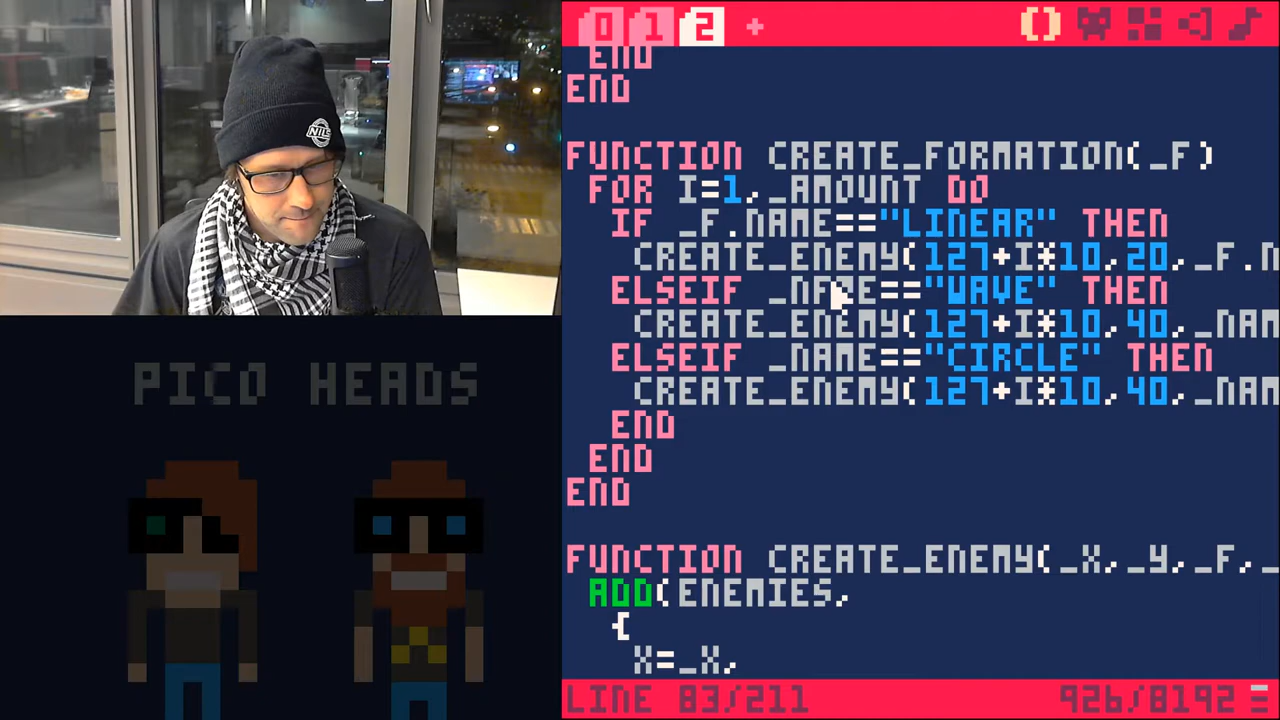 0 1 2 +
END
END
FUNCTION CREATE_FORMATION(_F)
FOR I=1,_AMOUNT DO
IF _F.NAME=="LINEAR" THEN
CREATE_ENEMY(127+I*10,20,_F.N
ELSEIF _NAME=="WAVE" THEN
CREATE_ENEMY(127+I*10,40,_NAM
ELSEIF _NAME=="CIRCLE" THEN
CREATE_ENEMY(127+I*10,40,_NAM
END
END
END
FUNCTION CREATE_ENEMY(_X,_Y,_F,_
ADD(ENEMIES,
{
X=_X,
LINE 83/211
926/8192
NILS
PICO HEADS